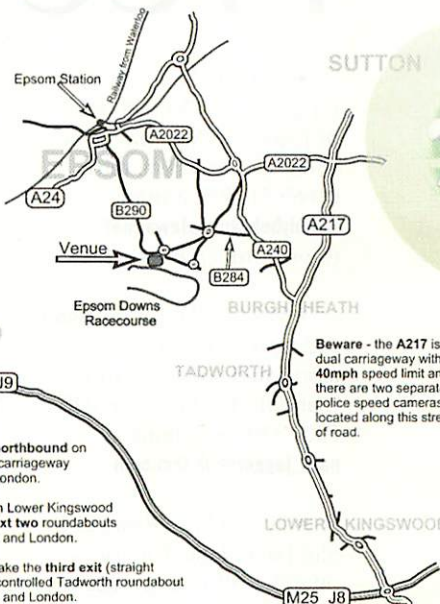 SUTTON
Railway from Waterloo
Epsom Station
A2022
EPSOM
A2022
A24
B290
A217
Venue
A240
B284
Epsom Downs
Racecourse
BURGH HEATH
Beware - the A217 is
dual carriageway with
40mph speed limit an
there are two separat
police speed cameras
located along this stre
of road.
TADWORTH
J9
orthbound on
carriageway
ondon.
n Lower Kingswood
xt two roundabouts
and London.
LOWER KINGSWOOD
ake the third exit (straight
controlled Tadworth roundabout
and London.
M25 J8